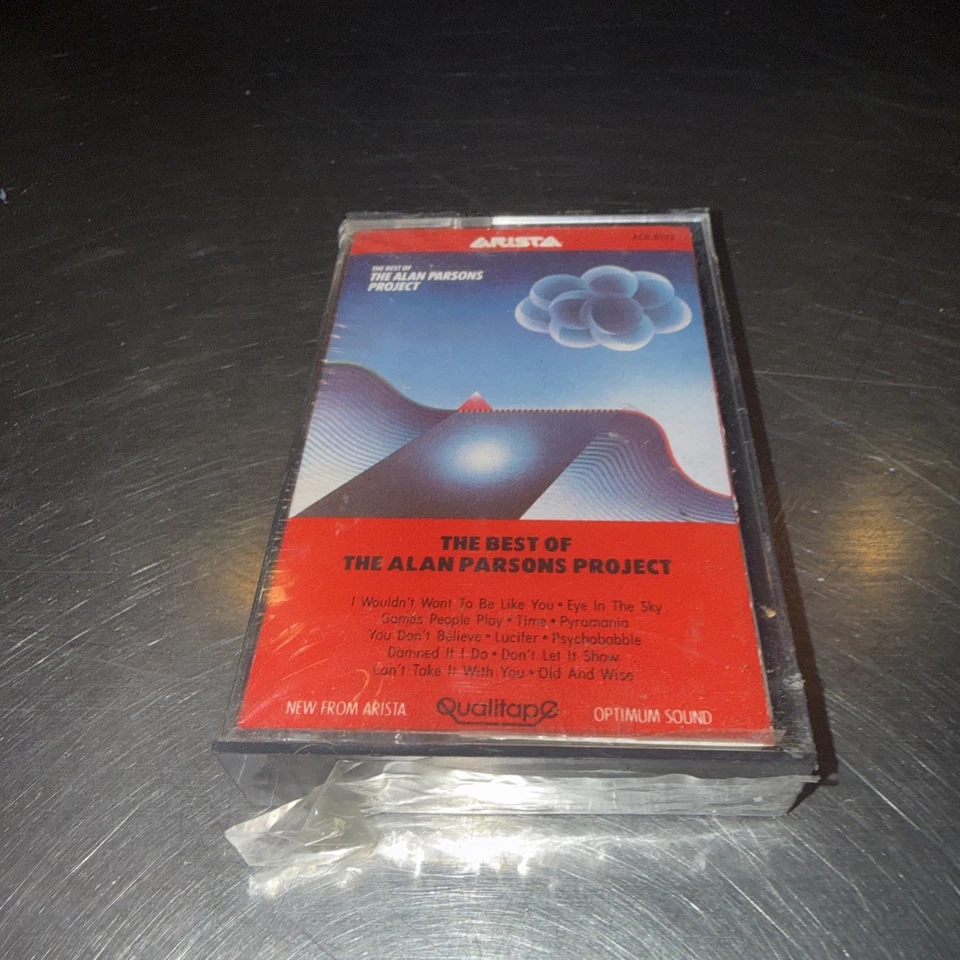 ARISTA
THE BEST OF
THE ALAN PARSONS
PROJECT
THE BEST OF
THE ALAN PARSONS PROJECT
I Wouldn't Want To Be Like You • Eye In The Sky
Games People Play • Time • Pyramania
You Don't Believe • Lucifer • Psychobabble
Damned If I Do • Don't Let It Show
Can't Take It With You • Old And Wise
NEW FROM ARISTA Qualitape OPTIMUM SOUND